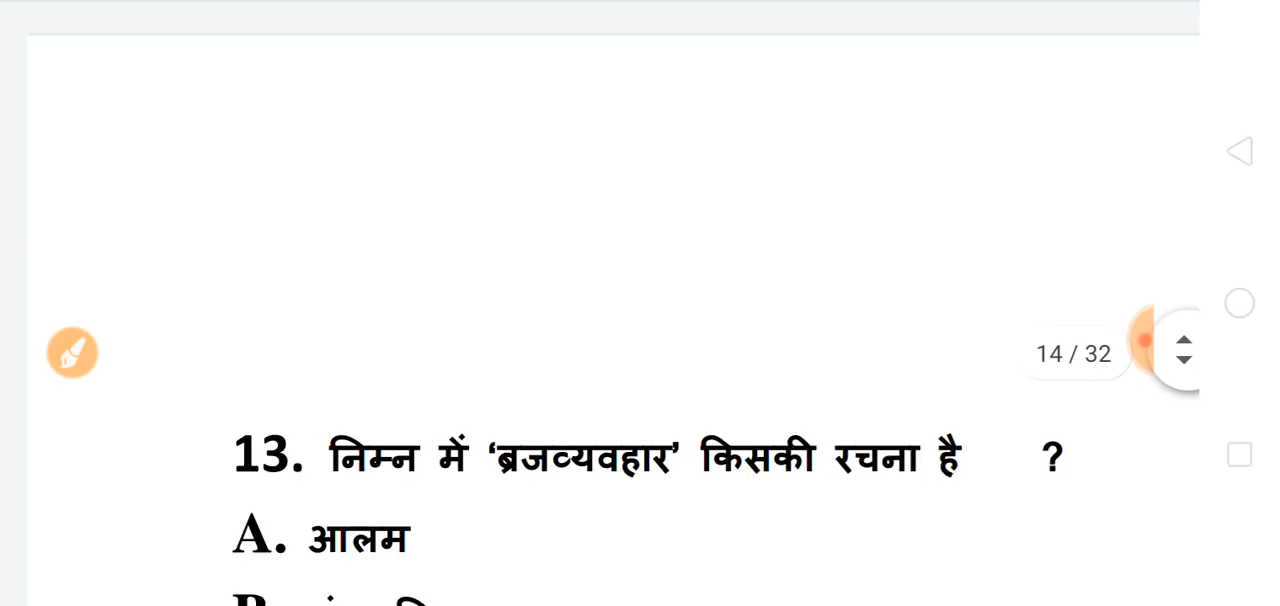 14 / 32
13. निम्न में ‘ब्रजव्यवहार’ किसकी रचना है ?
A. आलम